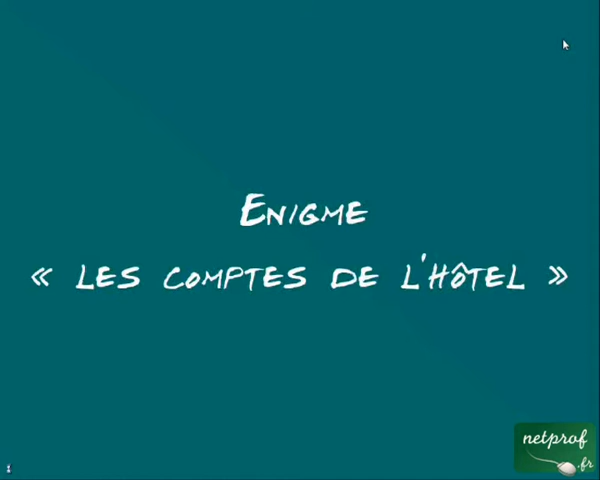 Enigme
« les comptes de l'hôtel »
netprof
.fr